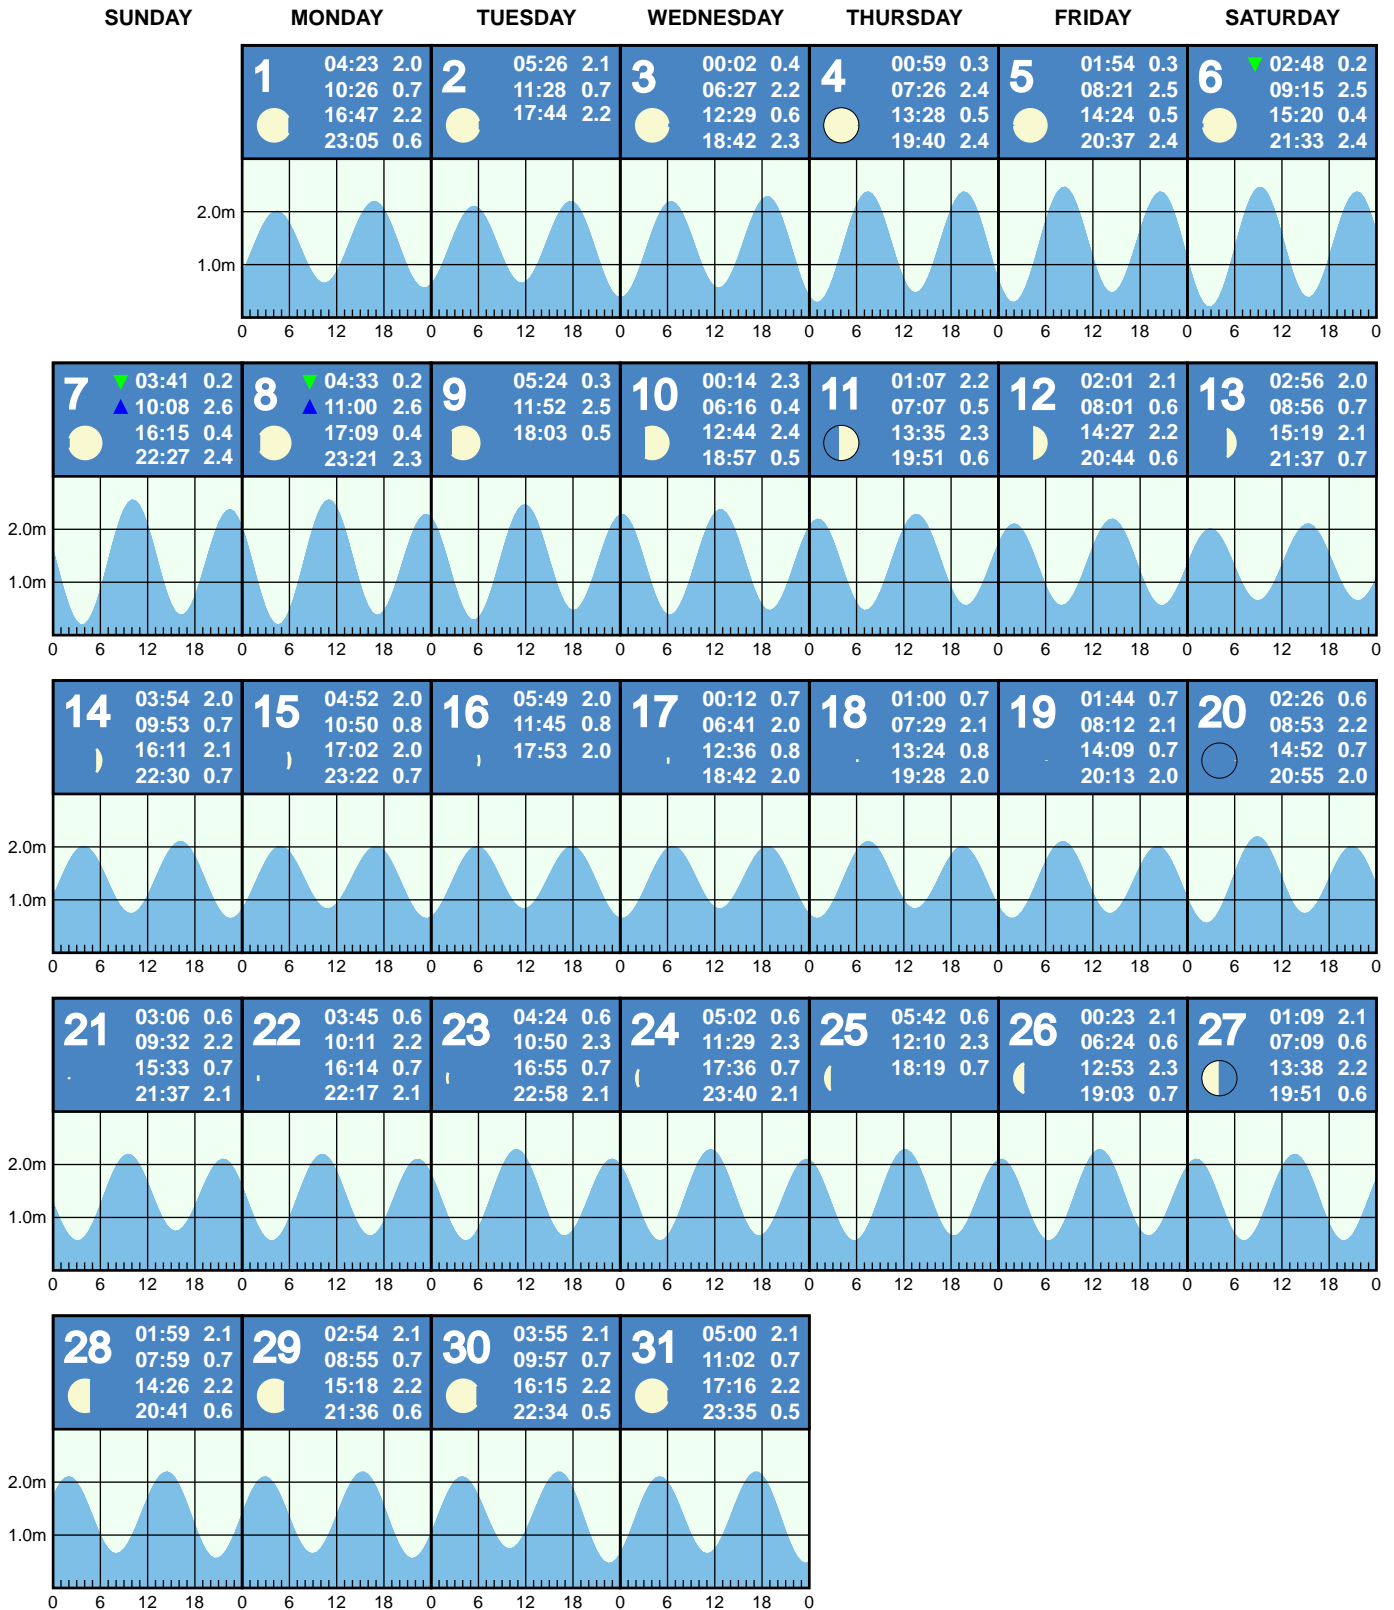 SUNDAY MONDAY TUESDAY WEDNESDAY THURSDAY FRIDAY SATURDAY
1 04:23 2.0
10:26 0.7
16:47 2.2
23:05 0.6
2 05:26 2.1
11:28 0.7
17:44 2.2
3 00:02 0.4
06:27 2.2
12:29 0.6
18:42 2.3
4 00:59 0.3
07:26 2.4
13:28 0.5
19:40 2.4
5 01:54 0.3
08:21 2.5
14:24 0.5
20:37 2.4
6 02:48 0.2
09:15 2.5
15:20 0.4
21:33 2.4
2.0m
1.0m
0 6 12 18 0 6 12 18 0 6 12 18 0 6 12 18 0 6 12 18 0 6 12 18 0
7 03:41 0.2
10:08 2.6
16:15 0.4
22:27 2.4
8 04:33 0.2
11:00 2.6
17:09 0.4
23:21 2.3
9 05:24 0.3
11:52 2.5
18:03 0.5
10 00:14 2.3
06:16 0.4
12:44 2.4
18:57 0.5
11 01:07 2.2
07:07 0.5
13:35 2.3
19:51 0.6
12 02:01 2.1
08:01 0.6
14:27 2.2
20:44 0.6
13 02:56 2.0
08:56 0.7
15:19 2.1
21:37 0.7
2.0m
1.0m
0 6 12 18 0 6 12 18 0 6 12 18 0 6 12 18 0 6 12 18 0 6 12 18 0 6 12 18 0
14 03:54 2.0
09:53 0.7
16:11 2.1
22:30 0.7
15 04:52 2.0
10:50 0.8
17:02 2.0
23:22 0.7
16 05:49 2.0
11:45 0.8
17:53 2.0
17 00:12 0.7
06:41 2.0
12:36 0.8
18:42 2.0
18 01:00 0.7
07:29 2.1
13:24 0.8
19:28 2.0
19 01:44 0.7
08:12 2.1
14:09 0.7
20:13 2.0
20 02:26 0.6
08:53 2.2
14:52 0.7
20:55 2.0
2.0m
1.0m
0 6 12 18 0 6 12 18 0 6 12 18 0 6 12 18 0 6 12 18 0 6 12 18 0 6 12 18 0
21 03:06 0.6
09:32 2.2
15:33 0.7
21:37 2.1
22 03:45 0.6
10:11 2.2
16:14 0.7
22:17 2.1
23 04:24 0.6
10:50 2.3
16:55 0.7
22:58 2.1
24 05:02 0.6
11:29 2.3
17:36 0.7
23:40 2.1
25 05:42 0.6
12:10 2.3
18:19 0.7
26 00:23 2.1
06:24 0.6
12:53 2.3
19:03 0.7
27 01:09 2.1
07:09 0.6
13:38 2.2
19:51 0.6
2.0m
1.0m
0 6 12 18 0 6 12 18 0 6 12 18 0 6 12 18 0 6 12 18 0 6 12 18 0 6 12 18 0
28 01:59 2.1
07:59 0.7
14:26 2.2
20:41 0.6
29 02:54 2.1
08:55 0.7
15:18 2.2
21:36 0.6
30 03:55 2.1
09:57 0.7
16:15 2.2
22:34 0.5
31 05:00 2.1
11:02 0.7
17:16 2.2
23:35 0.5
2.0m
1.0m
0 6 12 18 0 6 12 18 0 6 12 18 0 6 12 18 0